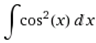 ∫cos²(x) dx